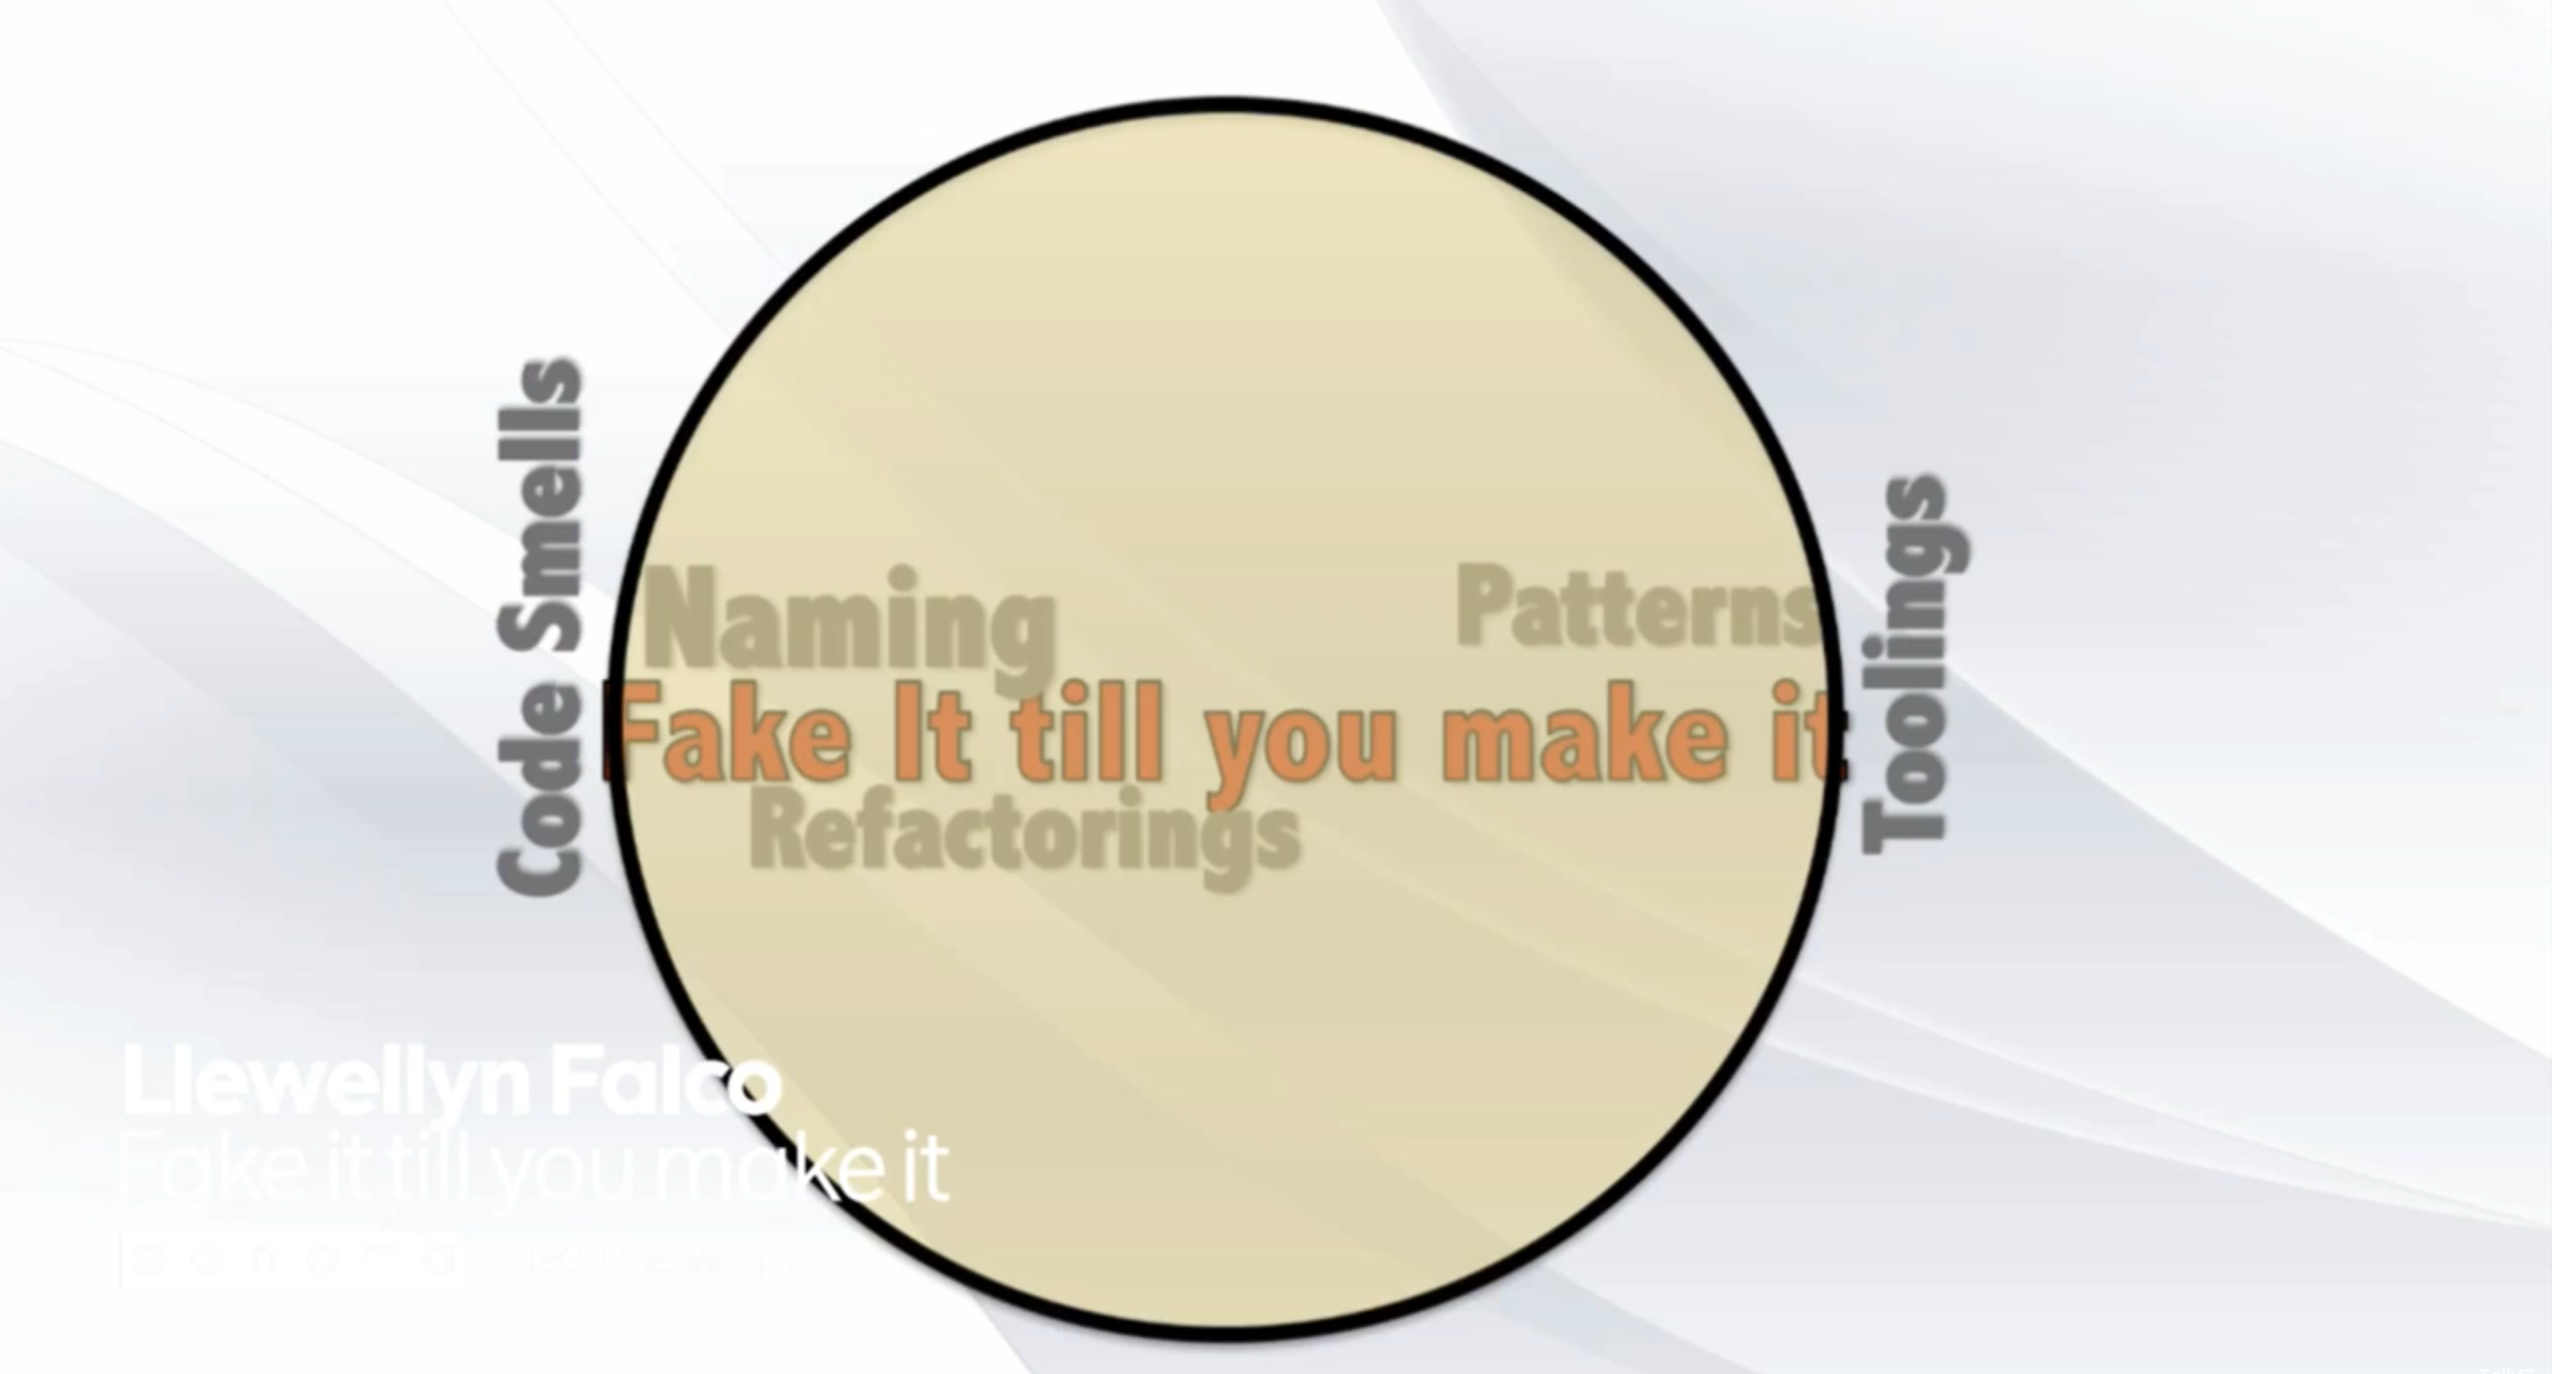 Code Smells
Naming
Patterns
Fake It till you make it
Refactorings
Toolings
Llewellyn Falco
Fake it till you make it